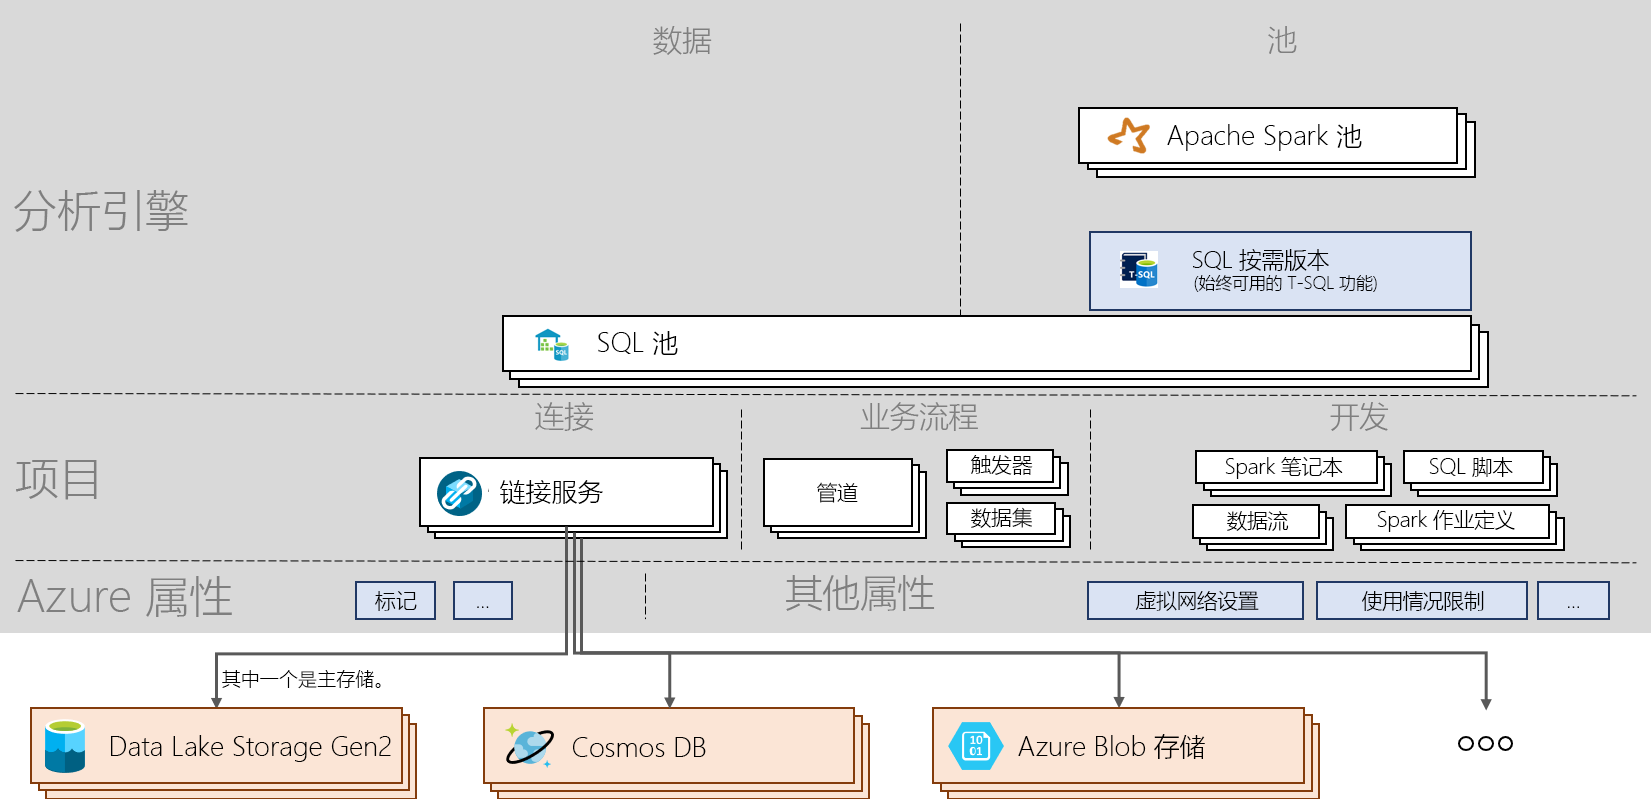 数据
池
分析引擎
Apache Spark 池
T-SQL
SQL 按需版本
(始终可用的 T-SQL 功能)
SQL
SQL 池
连接
业务流程
开发
项目
链接服务
管道
触发器
数据集
Spark 笔记本
SQL 脚本
数据流
Spark 作业定义
Azure 属性
标记
...
其他属性
虚拟网络设置
使用情况限制
...
其中一个是主存储。
Data Lake Storage Gen2
Cosmos DB
10
01
Azure Blob 存储